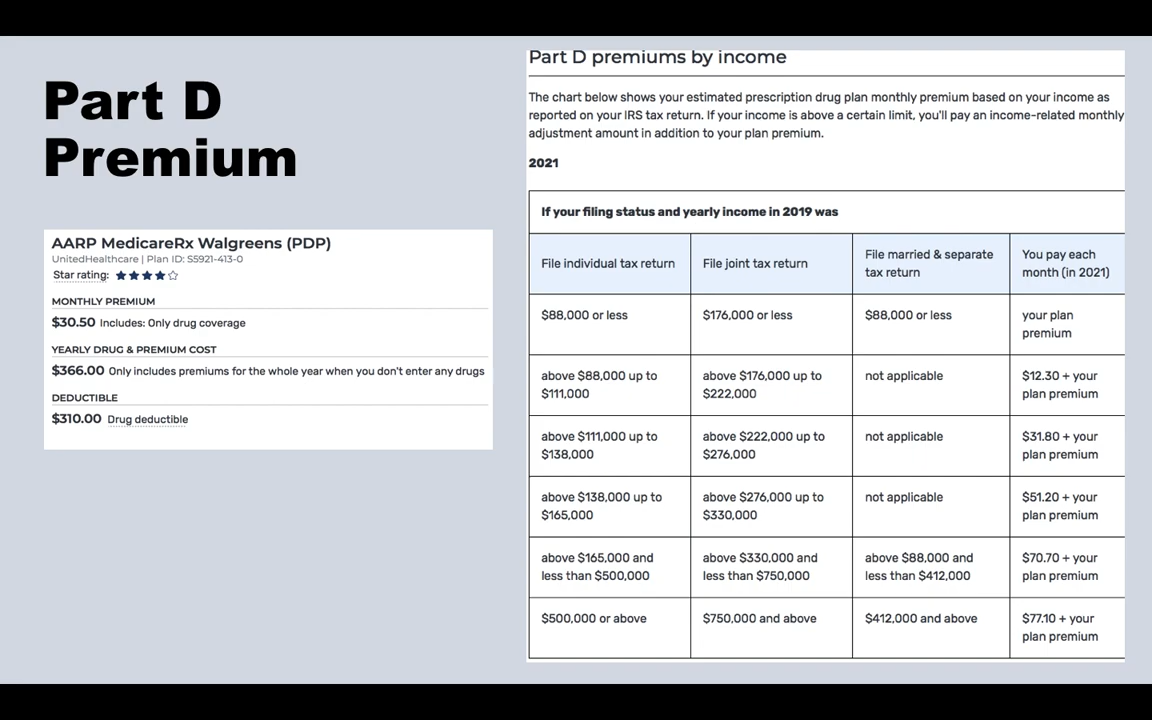 Part D
Premium
AARP MedicareRx Walgreens (PDP)
UnitedHealthcare | Plan ID: S5921-413-0
Star rating:
MONTHLY PREMIUM
$30.50 Includes: Only drug coverage
YEARLY DRUG & PREMIUM COST
$366.00 Only includes premiums for the whole year when you don't enter any drugs
DEDUCTIBLE
$310.00 Drug deductible
Part D premiums by income
The chart below shows your estimated prescription drug plan monthly premium based on your income as
reported on your IRS tax return. If your income is above a certain limit, you'll pay an income-related monthly
adjustment amount in addition to your plan premium.
2021
If your filing status and yearly income in 2019 was
File individual tax return
File joint tax return
File married & separate
tax return
You pay each
month (in 2021)
$88,000 or less
$176,000 or less
$88,000 or less
your plan
premium
above $88,000 up to
$111,000
above $176,000 up to
$222,000
not applicable
$12.30 + your
plan premium
above $111,000 up to
$138,000
above $222,000 up to
$276,000
not applicable
$31.80 + your
plan premium
above $138,000 up to
$165,000
above $276,000 up to
$330,000
not applicable
$51.20 + your
plan premium
above $165,000 and
less than $500,000
above $330,000 and
less than $750,000
above $88,000 and
less than $412,000
$70.70 + your
plan premium
$500,000 or above
$750,000 and above
$412,000 and above
$77.10 + your
plan premium